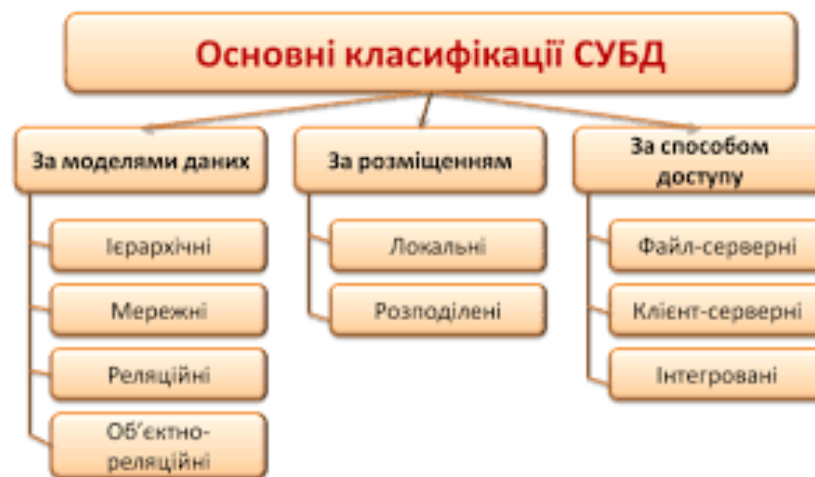 Основні класифікації СУБД
За моделями даних
Ієрархічні
Мережні
Реляційні
Об'єктно-
реляційні
За розміщенням
Локальні
Розподілені
За способом
доступу
Файл-серверні
Клієнт-серверні
Інтегровані